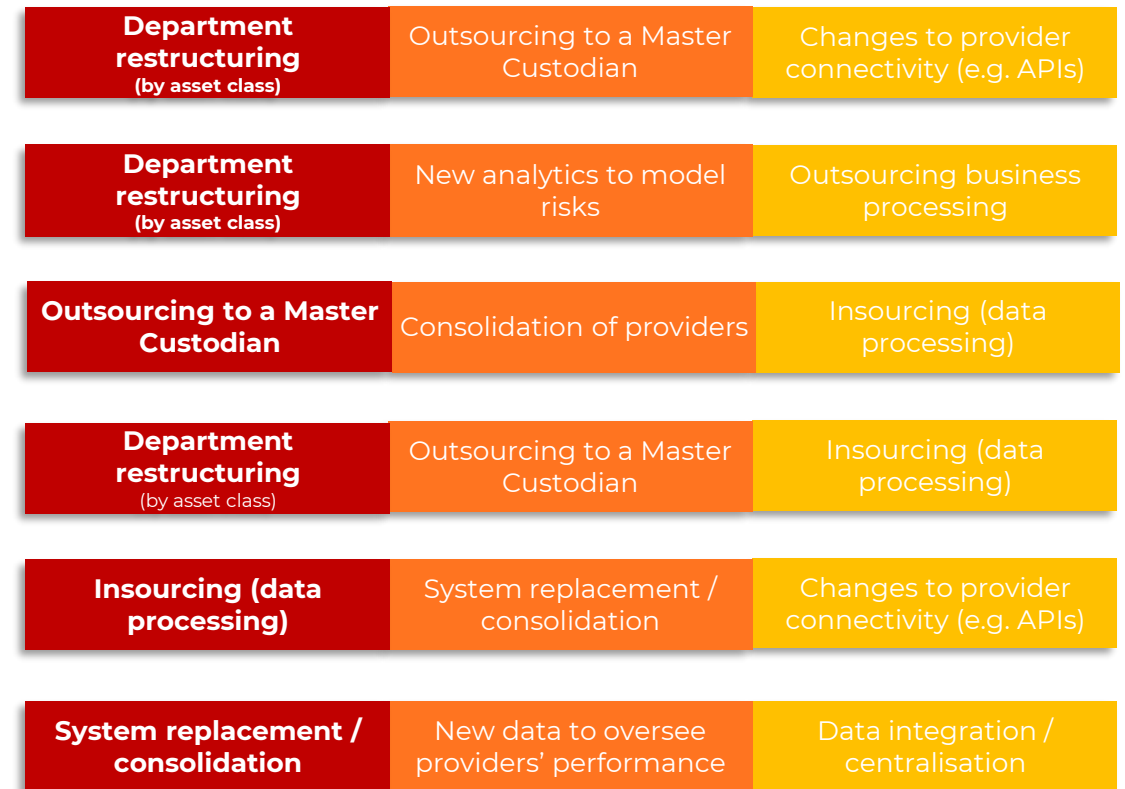 Department
restructuring
(by asset class)
Outsourcing to a Master
Custodian
Changes to provider
connectivity (e.g. APIs)
Department
restructuring
(by asset class)
New analytics to model
risks
Outsourcing business
processing
Outsourcing to a Master
Custodian
Consolidation of providers
Insourcing (data
processing)
Department
restructuring
(by asset class)
Outsourcing to a Master
Custodian
Insourcing (data
processing)
Insourcing (data
processing)
System replacement /
consolidation
Changes to provider
connectivity (e.g. APIs)
System replacement /
consolidation
New data to oversee
providers’ performance
Data integration /
centralisation